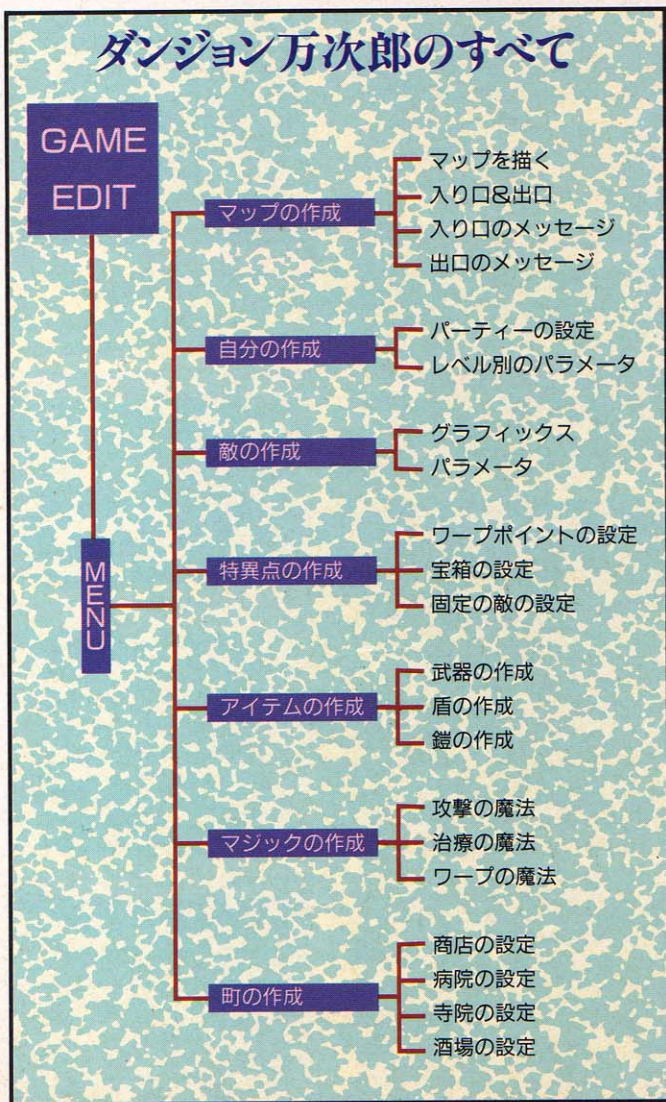 ダンジョン万次郎のすべて
GAME
EDIT
MENU
マップの作成
マップを描く
入り口&出口
入り口のメッセージ
出口のメッセージ
自分の作成
パーティーの設定
レベル別のパラメータ
敵の作成
グラフィックス
パラメータ
特異点の作成
ワープポイントの設定
宝箱の設定
固定の敵の設定
アイテムの作成
武器の作成
盾の作成
鎧の作成
マジックの作成
攻撃の魔法
治療の魔法
ワープの魔法
町の作成
商店の設定
病院の設定
寺院の設定
酒場の設定